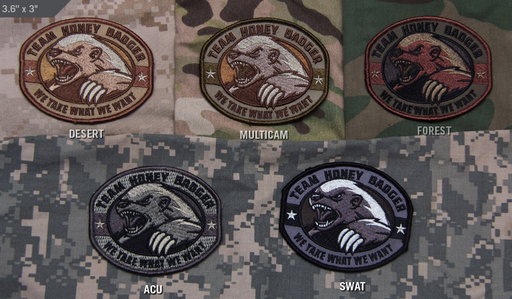 3.6" x 3"
TEAM HONEY BADGER
WE TAKE WHAT WE WANT
DESERT
TEAM HONEY BADGER
WE TAKE WHAT WE WANT
MULTICAM
TEAM HONEY BADGER
WE TAKE WHAT WE WANT
FOREST
TEAM HONEY BADGER
WE TAKE WHAT WE WANT
ACU
TEAM HONEY BADGER
WE TAKE WHAT WE WANT
SWAT